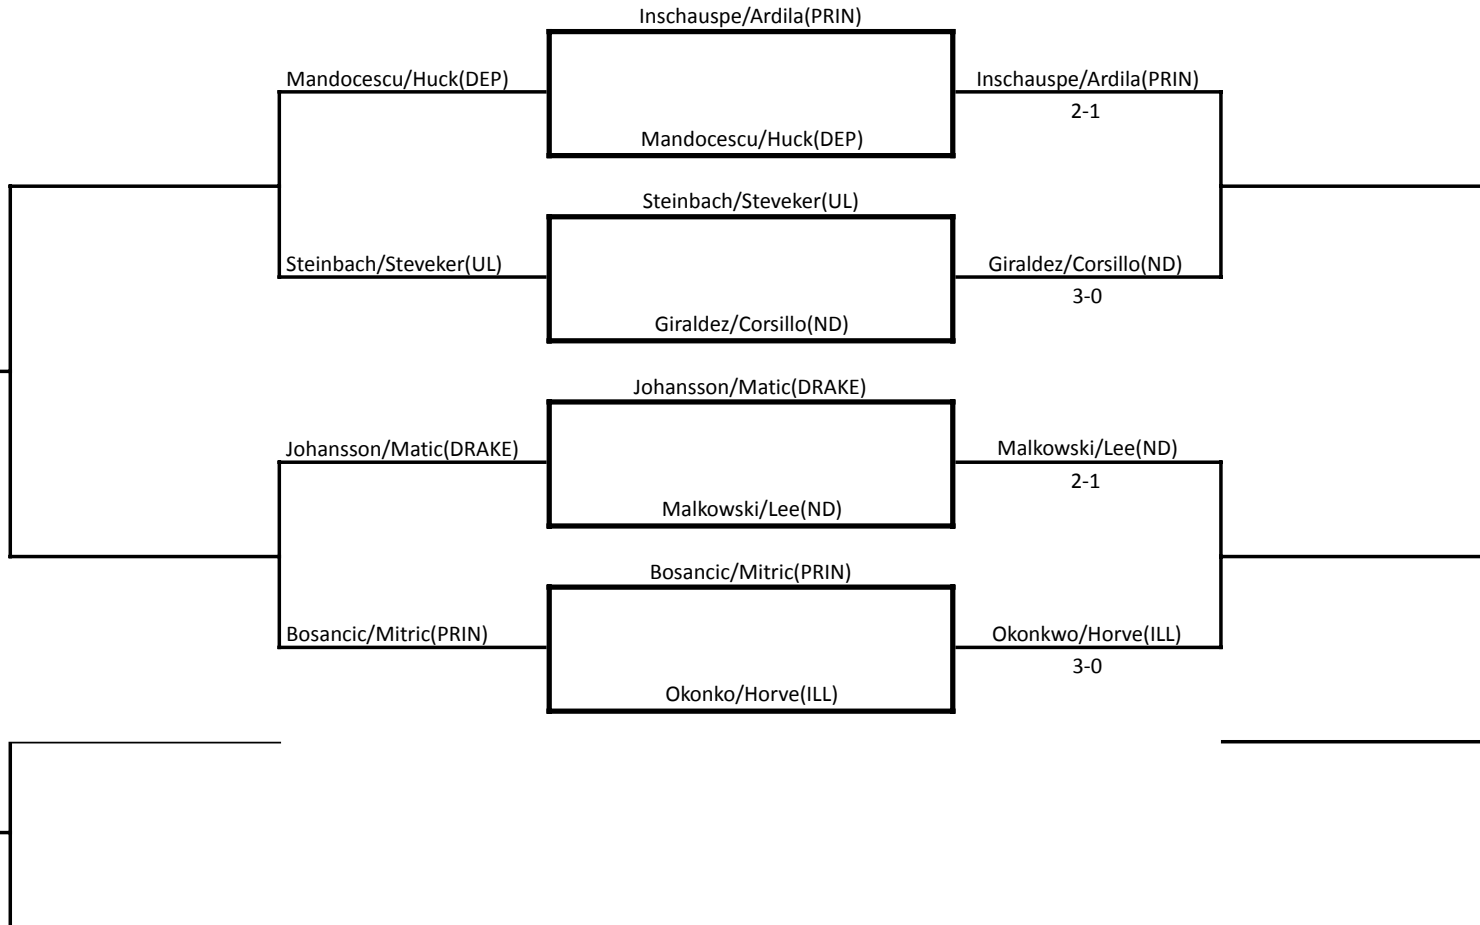 Inschauspe/Ardila(PRIN)
Mandocescu/Huck(DEP)
Inschauspe/Ardila(PRIN)
2-1
Mandocescu/Huck(DEP)
Steinbach/Steveker(UL)
Steinbach/Steveker(UL)
Giraldez/Corsillo(ND)
3-0
Giraldez/Corsillo(ND)
Johansson/Matic(DRAKE)
Johansson/Matic(DRAKE)
Malkowski/Lee(ND)
2-1
Malkowski/Lee(ND)
Bosancic/Mitric(PRIN)
Bosancic/Mitric(PRIN)
Okonkwo/Horve(ILL)
3-0
Okonko/Horve(ILL)